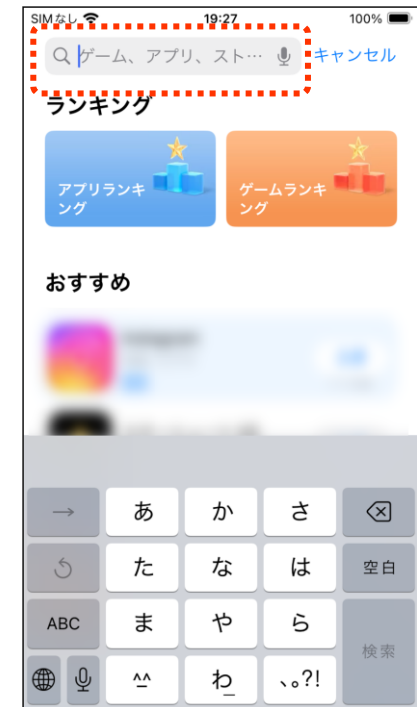 SIMなし 19:27 100%
ゲーム、アプリ、スト… キャンセル
ランキング
アプリランキ
ング
ゲームランキ
ング
おすすめ
→ あ か さ
た な は 空白
ABC ま や ら
検索
^^ わ_ 、。?!